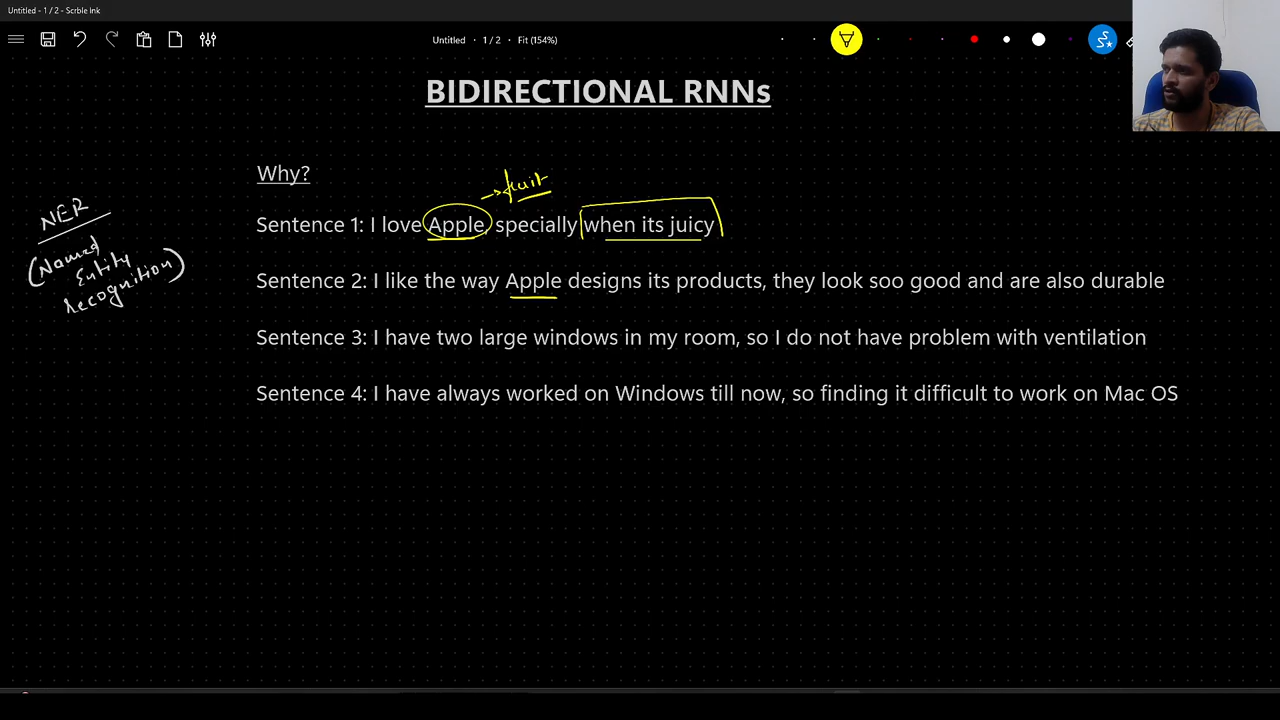 Untitled - 1 / 2 - Scrble Ink
Untitled • 1 / 2 • Fit (154%)
BIDIRECTIONAL RNNs
Why?
fruit
Sentence 1: I love Apple, specially when its juicy
NER
(Named
Entity
Recognition)
Sentence 2: I like the way Apple designs its products, they look soo good and are also durable
Sentence 3: I have two large windows in my room, so I do not have problem with ventilation
Sentence 4: I have always worked on Windows till now, so finding it difficult to work on Mac OS